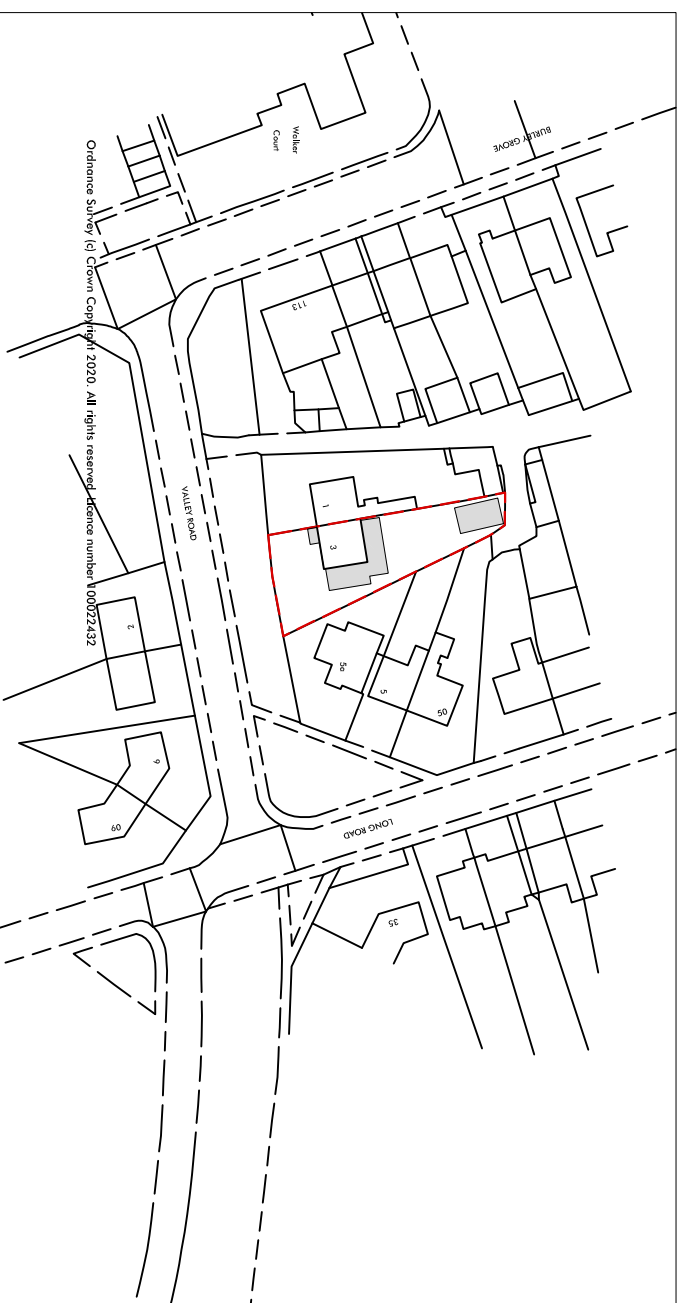 BURLEY GROVE
Walker
Court
113
VALLEY ROAD
1
3
5a
5
50
2
9
60
LONG ROAD
35
Ordnance Survey (c) Crown Copyright 2020. All rights reserved. Licence number 100022432